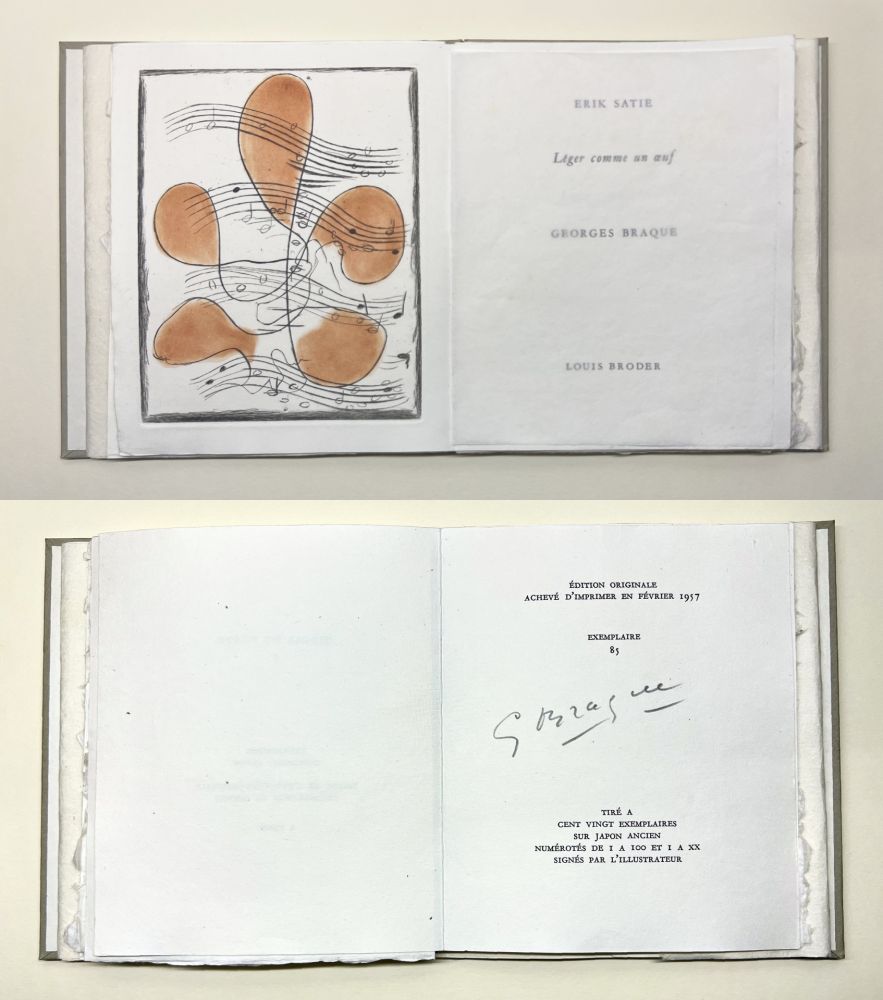 ERIK SATIE
Léger comme un œuf
GEORGES BRAQUE
LOUIS BRODER
ÉDITION ORIGINALE
ACHEVÉ D'IMPRIMER EN FÉVRIER 1957
EXEMPLAIRE
85
G Braque
TIRÉ A
CENT VINGT EXEMPLAIRES
SUR JAPON ANCIEN
NUMÉROTÉS DE 1 A 100 ET I A XX
SIGNÉS PAR L'ILLUSTRATEUR